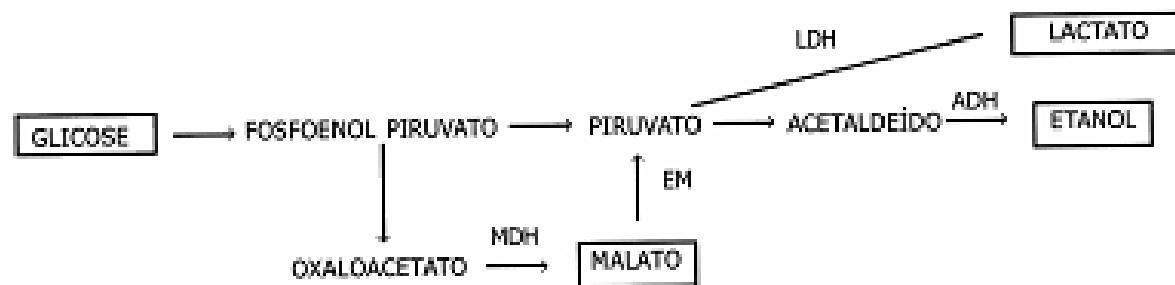 LDH
LACTATO
GLICOSE
FOSFOENOL PIRUVATO
PIRUVATO
ACETALDEÍDO
ADH
ETANOL
EM
OXALOACETATO
MDH
MALATO